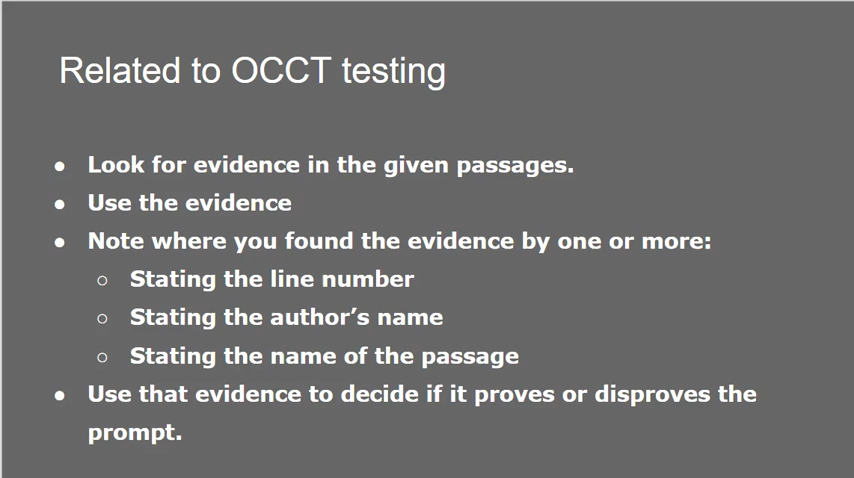 Related to OCCT testing
● Look for evidence in the given passages.
● Use the evidence
● Note where you found the evidence by one or more:
○ Stating the line number
○ Stating the author’s name
○ Stating the name of the passage
● Use that evidence to decide if it proves or disproves the
prompt.